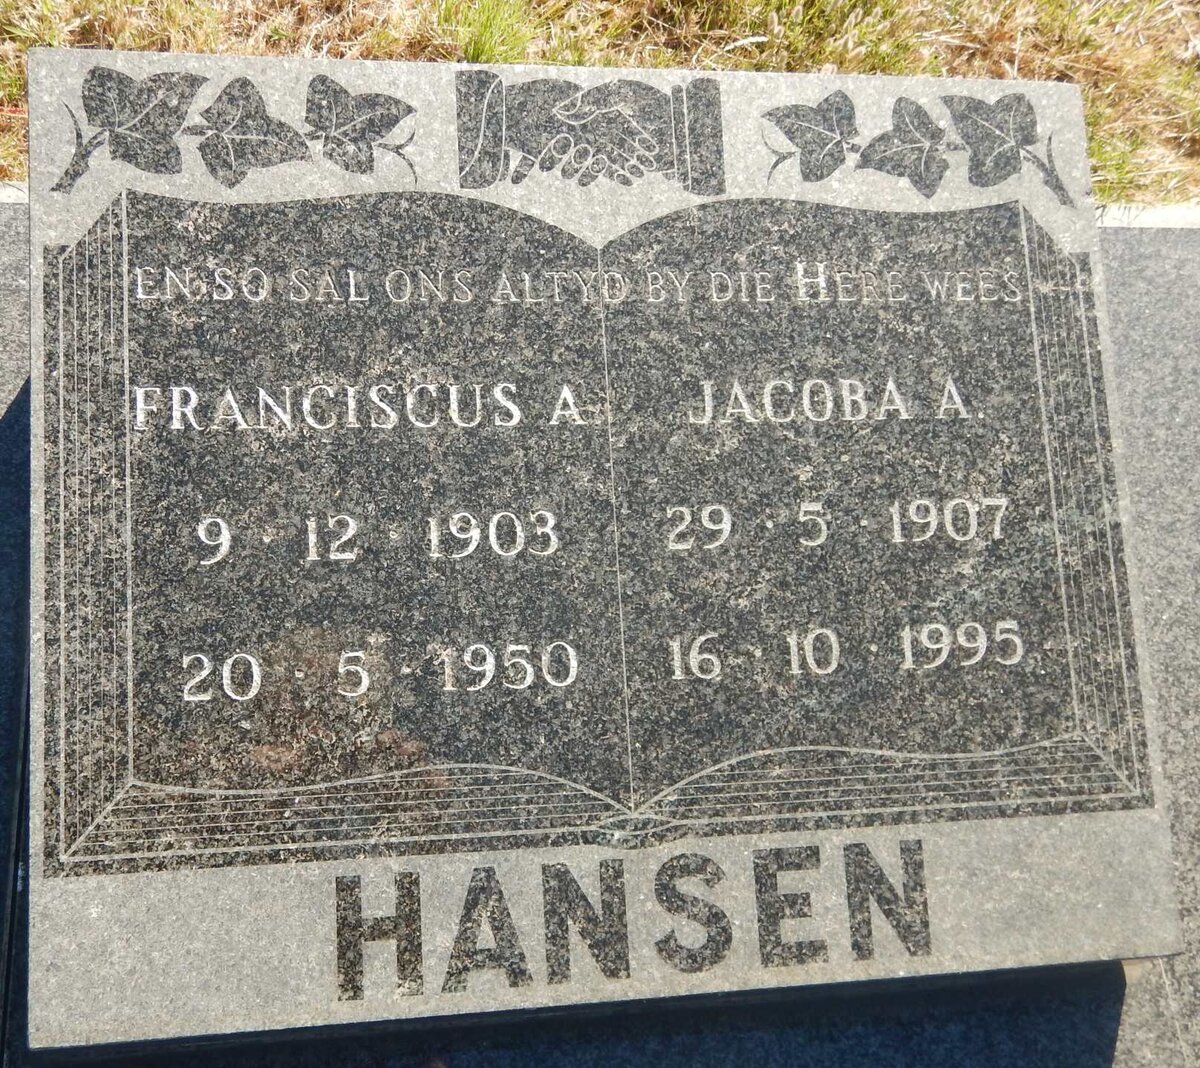 EN SO SAL ONS ALTYD BY DIE HERE WEES
FRANCISCUS A
9 · 12 · 1903
20 · 5 · 1950
JACOBA A.
29 · 5 · 1907
16 · 10 · 1995
HANSEN